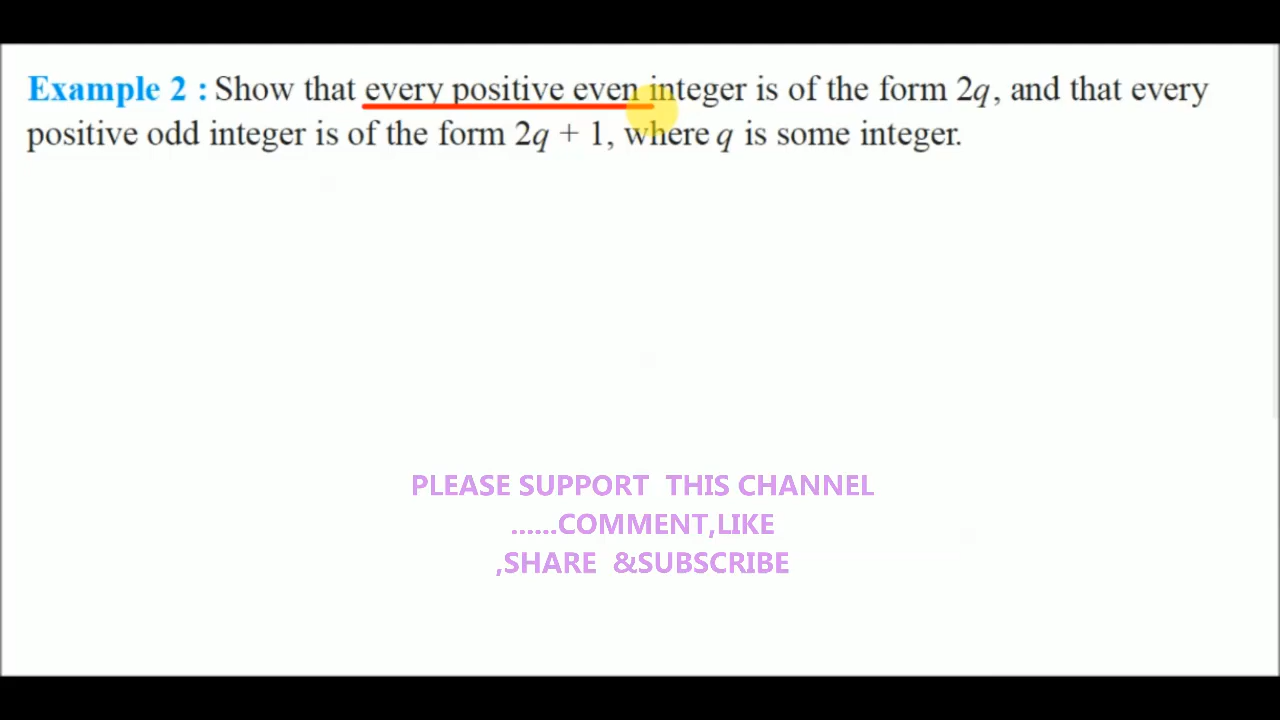 Example 2 : Show that every positive even integer is of the form 2q, and that every
positive odd integer is of the form 2q + 1, where q is some integer.
PLEASE SUPPORT THIS CHANNEL
......COMMENT,LIKE
,SHARE &SUBSCRIBE